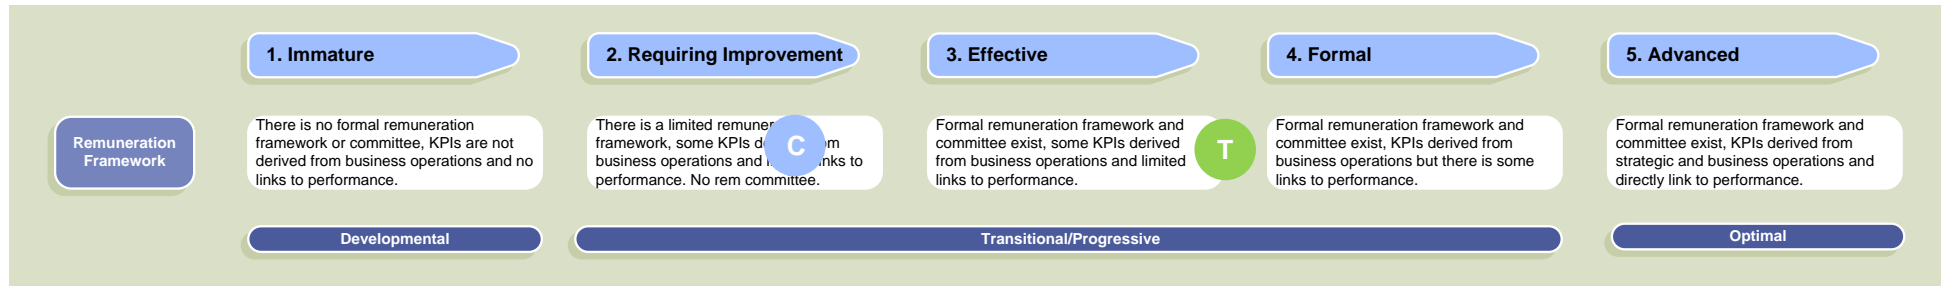 1. Immature
2. Requiring Improvement
3. Effective
4. Formal
5. Advanced
Remuneration
Framework
There is no formal remuneration
framework or committee, KPIs are not
derived from business operations and no
links to performance.
There is a limited
framework, some KPIs
business operations and
performance. No rem committee.
C
Formal remuneration framework and
committee exist, some KPIs derived
from business operations and limited
links to performance.
T
Formal remuneration framework and
committee exist, KPIs derived from
business operations but there is some
links to performance.
Formal remuneration framework and
committee exist, KPIs derived from
strategic and business operations and
directly link to performance.
Developmental
Transitional/Progressive
Optimal